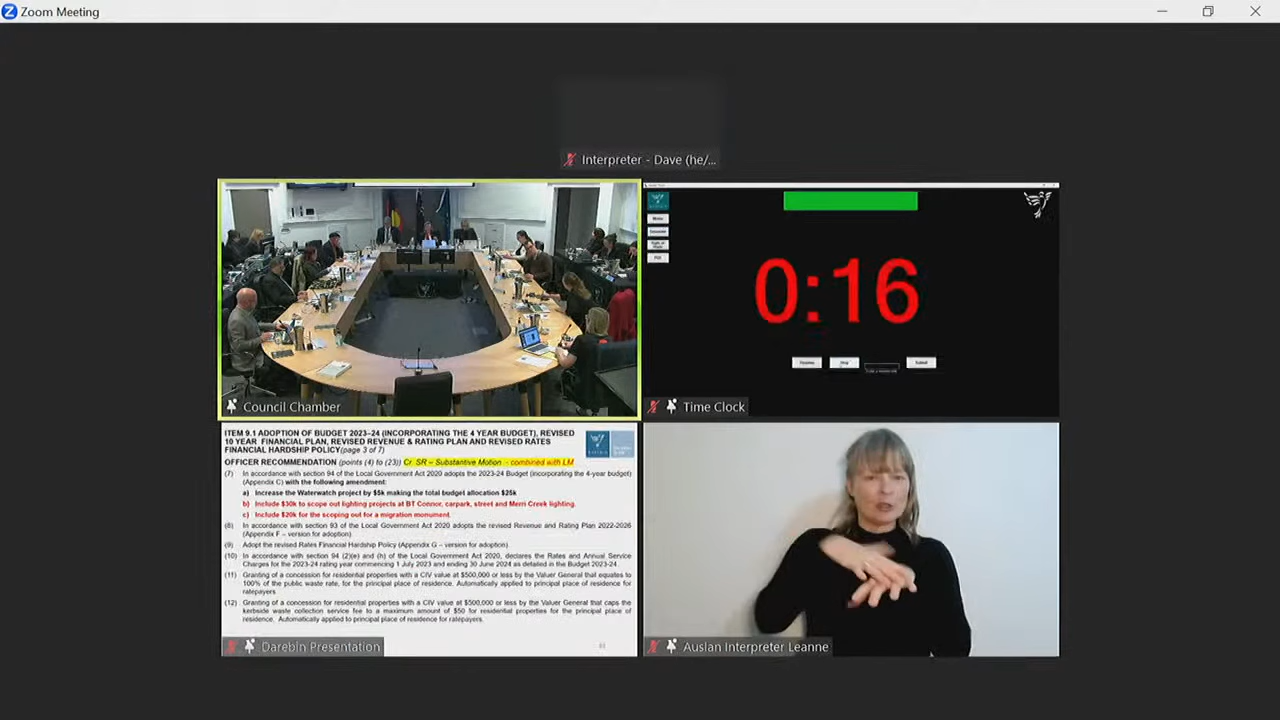 Zoom Meeting
Interpreter - Dave (he/...
Council Chamber
0:16
Time Clock
ITEM 9.1 ADOPTION OF BUDGET 2023-24 (INCORPORATING THE 4 YEAR BUDGET), REVISED
10 YEAR FINANCIAL PLAN, REVISED REVENUE & RATING PLAN AND REVISED RATES
FINANCIAL HARDSHIP POLICY(page 3 of 7)
OFFICER RECOMMENDATION (points (4) to (23)) Cr. SR – Substantive Motion - combined with LM
(7) In accordance with section 94 of the Local Government Act 2020 adopts the 2023-24 Budget (incorporating the 4-year budget)
(Appendix C) with the following amendment:
a) Increase the Waterwatch project by $5k making the total budget allocation $25k
b) Include $30k to scope out lighting projects at BT Connor, carpark, street and Merri Creek lighting.
c) Include $20k for the scoping out for a migration monument.
(8) In accordance with section 93 of the Local Government Act 2020 adopts the revised Revenue and Rating Plan 2022-2026
(Appendix F – version for adoption)
(9) Adopt the revised Rates Financial Hardship Policy (Appendix G – version for adoption)
(10) In accordance with section 94 (2)(e) and (h) of the Local Government Act 2020, declares the Rates and Annual Service
Charges for the 2023-24 rating year commencing 1 July 2023 and ending 30 June 2024 as detailed in the Budget 2023-24.
(11) Granting of a concession for residential properties with a CIV value at $500,000 or less by the Valuer General that equates to
100% of the public waste rate, for the principal place of residence. Automatically applied to principal place of residence for
ratepayers
(12) Granting of a concession for residential properties with a CIV value at $500,000 or less by the Valuer General that caps the
kerbside waste collection service fee to a maximum amount of $50 for residential properties for the principal place of
residence. Automatically applied to principal place of residence for ratepayers.
Darebin Presentation
Auslan Interpreter Leanne